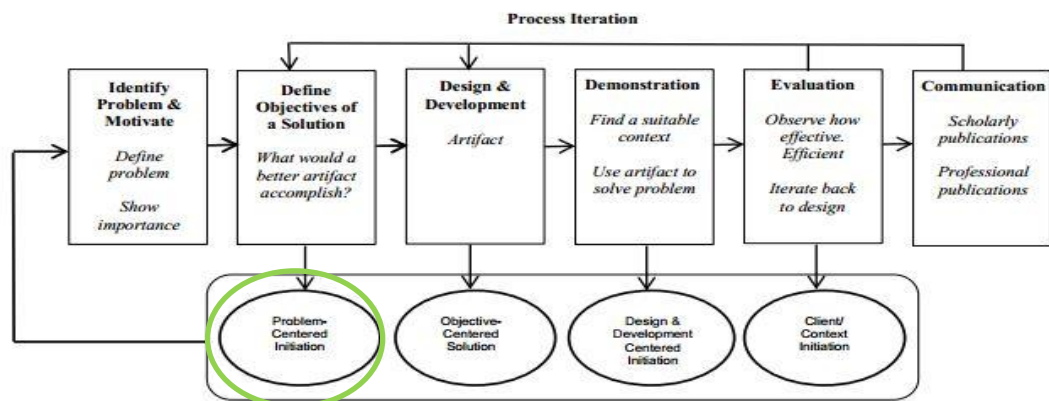 Process Iteration
Identify
Problem &
Motivate
Define
problem
Show
importance
Define
Objectives of
a Solution
What would a
better artifact
accomplish?
Design &
Development
Artifact
Demonstration
Find a suitable
context
Use artifact to
solve problem
Evaluation
Observe how
effective.
Efficient
Iterate back
to design
Communication
Scholarly
publications
Professional
publications
Problem-
Centered
Initiation
Objective-
Centered
Solution
Design &
Development
Centered
Initiation
Client/
Context
Initiation